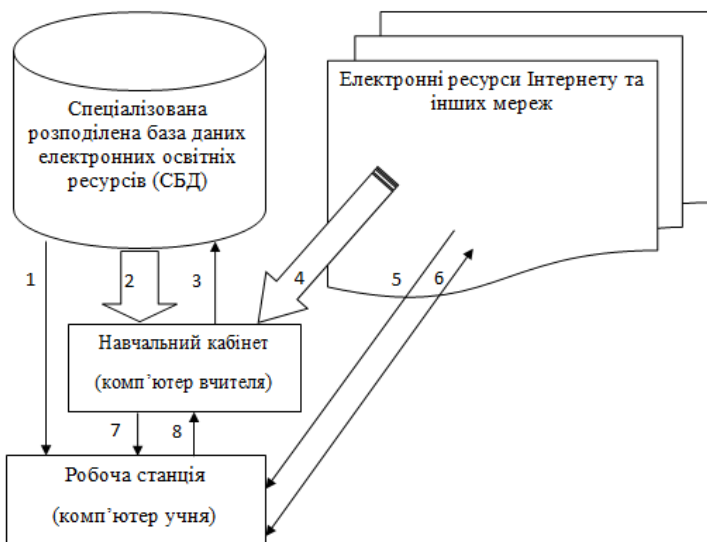 Спеціалізована
розподілена база даних
електронних освітніх
ресурсів (СБД)
Електронні ресурси Інтернету та
інших мереж
1
2
3
4
5
6
Навчальний кабінет
(комп’ютер вчителя)
7
8
Робоча станція
(комп’ютер учня)